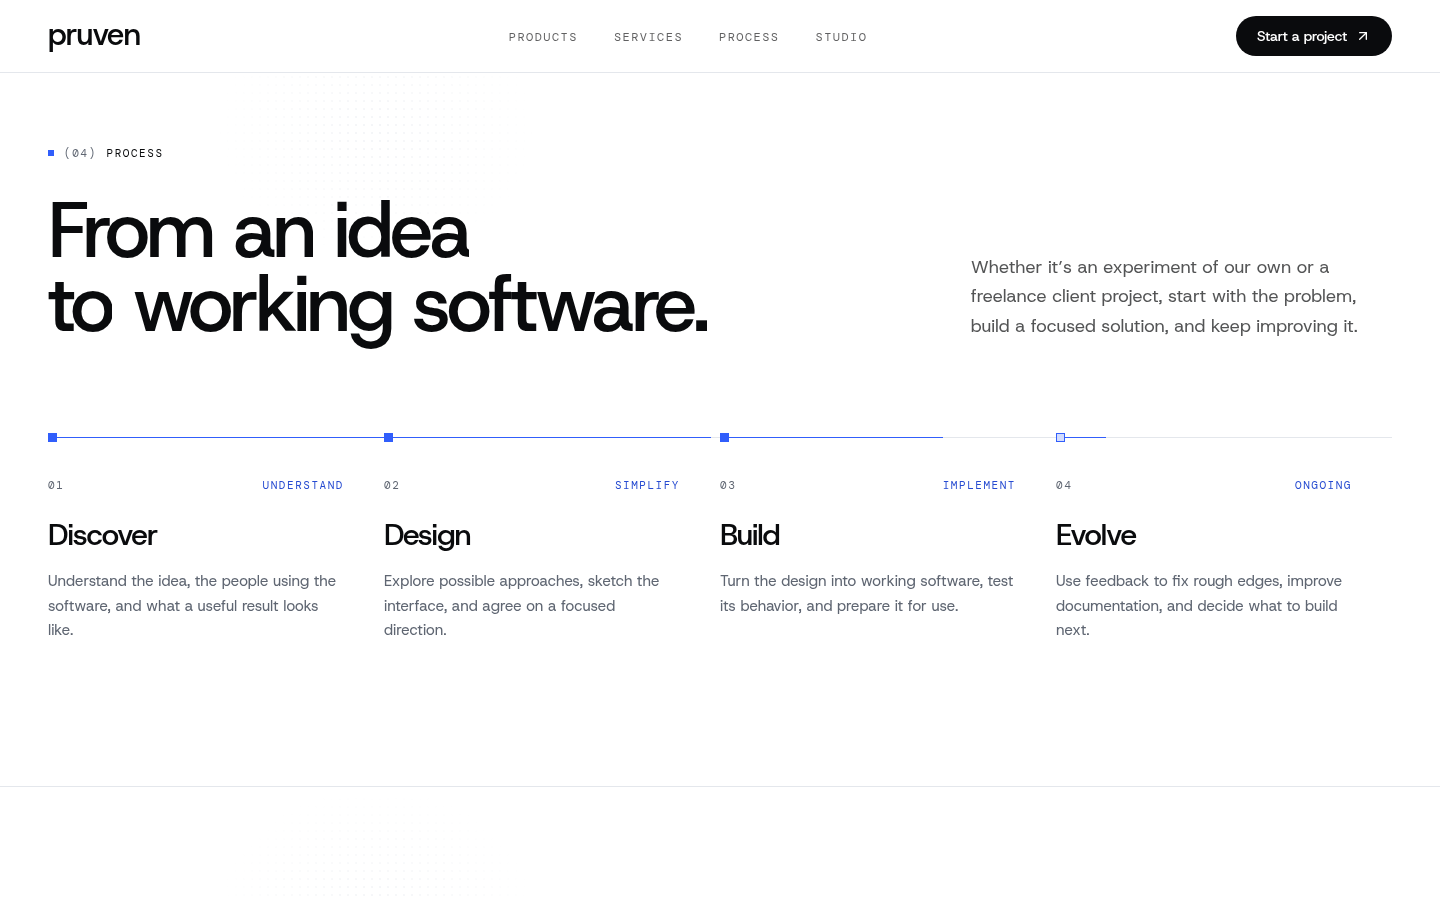 pruven
PRODUCTS SERVICES PROCESS STUDIO
Start a project
(04) PROCESS
From an idea
to working software.
Whether it’s an experiment of our own or a
freelance client project, start with the problem,
build a focused solution, and keep improving it.
01 UNDERSTAND
Discover
Understand the idea, the people using the
software, and what a useful result looks
like.
02 SIMPLIFY
Design
Explore possible approaches, sketch the
interface, and agree on a focused
direction.
03 IMPLEMENT
Build
Turn the design into working software, test
its behavior, and prepare it for use.
04 ONGOING
Evolve
Use feedback to fix rough edges, improve
documentation, and decide what to build
next.